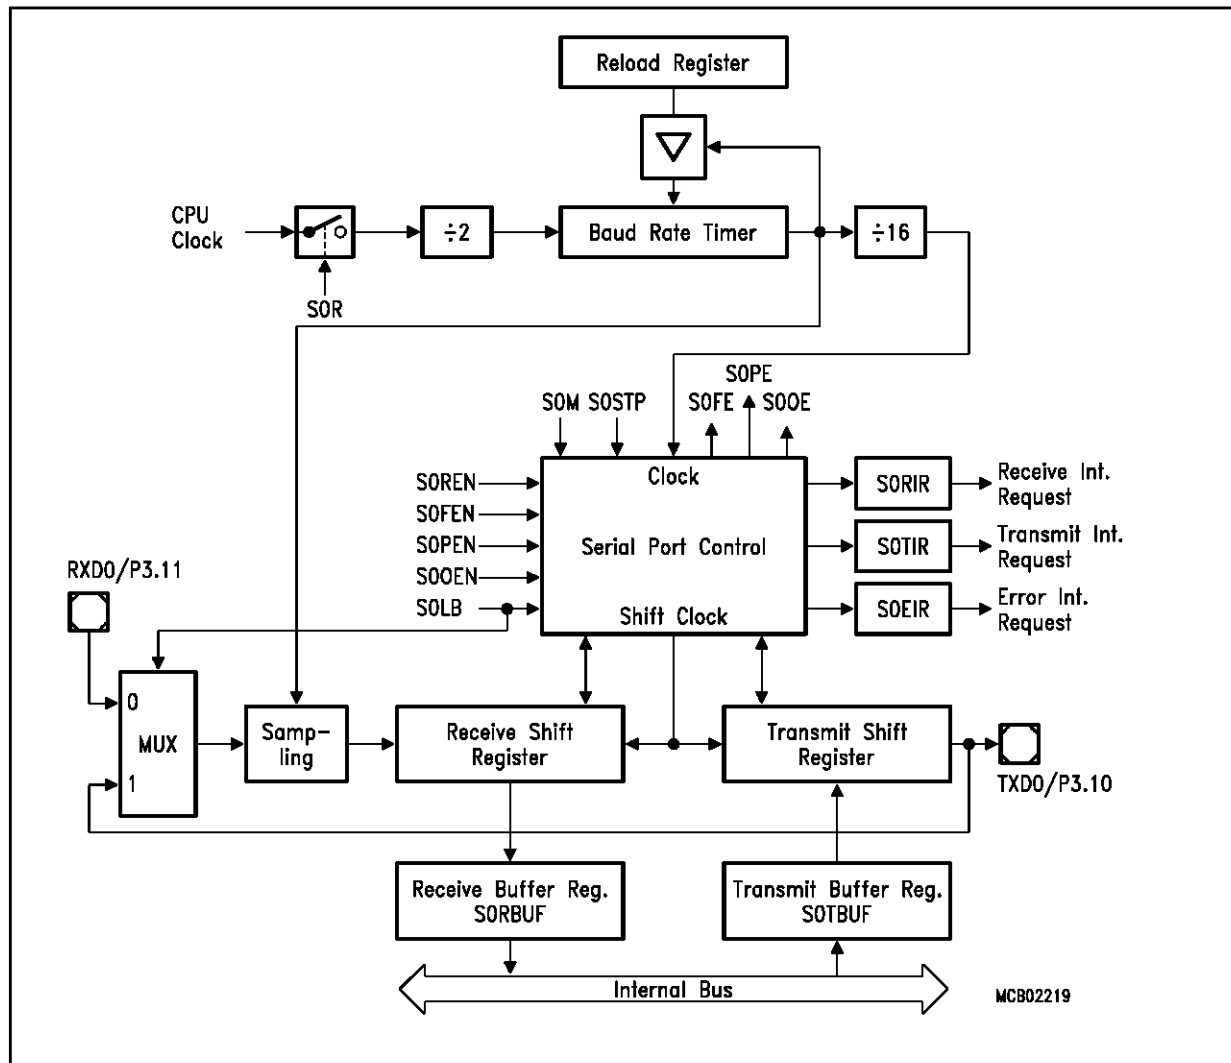 Reload Register
CPU
Clock
÷2
Baud Rate Timer
÷16
S0R
S0PE
S0M S0STP
S0FE
S0OE
S0REN
S0FEN
S0PEN
S0OEN
S0LB
Clock
Serial Port Control
Shift Clock
S0RIR
Receive Int.
Request
S0TIR
Transmit Int.
Request
S0EIR
Error Int.
Request
RXD0/P3.11
0
MUX
1
Samp-
ling
Receive Shift
Register
Transmit Shift
Register
TXD0/P3.10
Receive Buffer Reg.
S0RBUF
Transmit Buffer Reg.
S0TBUF
Internal Bus
MCB02219